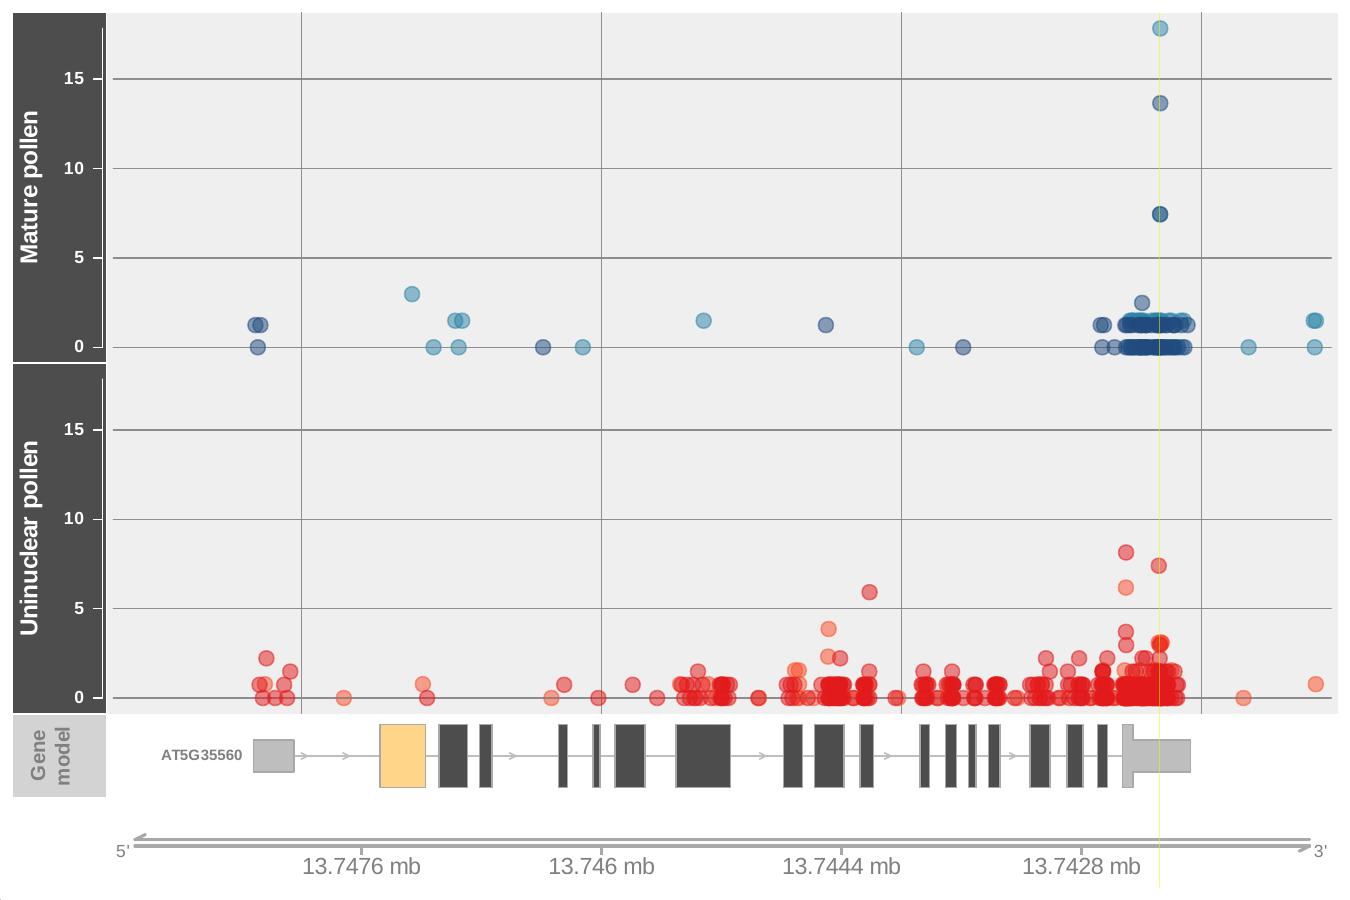 Mature pollen
15
10
5
0
Uninuclear pollen
15
10
5
0
Gene
model
AT5G35560
5'
3'
13.7476 mb
13.746 mb
13.7444 mb
13.7428 mb